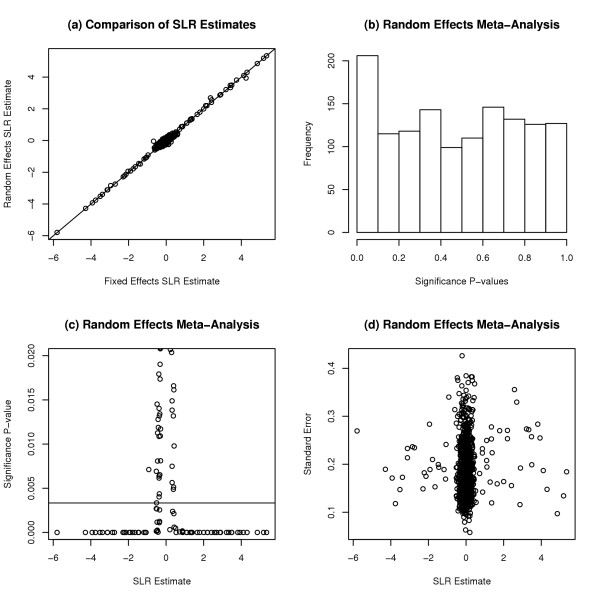 (a) Comparison of SLR Estimates
Random Effects SLR Estimate
4
2
0
−2
−4
−6
−6 −4 −2 0 2 4
Fixed Effects SLR Estimate
(b) Random Effects Meta−Analysis
Frequency
200
150
100
50
0
0.0 0.2 0.4 0.6 0.8 1.0
Significance P−values
(c) Random Effects Meta−Analysis
Significance P−value
0.020
0.015
0.010
0.005
0.000
−6 −4 −2 0 2 4
SLR Estimate
(d) Random Effects Meta−Analysis
Standard Error
0.4
0.3
0.2
0.1
−6 −4 −2 0 2 4
SLR Estimate